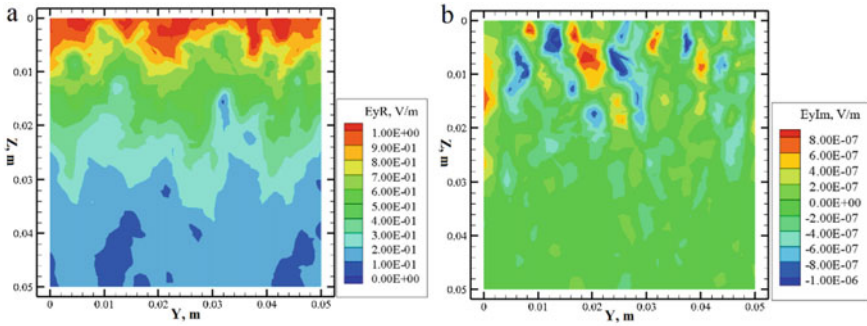 a
0
0.01
0.02
0.03
0.04
0.05
Z, m
0
0.01
0.02
0.03
0.04
0.05
Y, m
EyR, V/m
1.00E+00
9.00E-01
8.00E-01
7.00E-01
6.00E-01
5.00E-01
4.00E-01
3.00E-01
2.00E-01
1.00E-01
0.00E+00
b
0
0.01
0.02
0.03
0.04
0.05
Z, m
0
0.01
0.02
0.03
0.04
0.05
Y, m
EyIm, V/m
8.00E-07
6.00E-07
4.00E-07
2.00E-07
0.00E+00
-2.00E-07
-4.00E-07
-6.00E-07
-8.00E-07
-1.00E-06